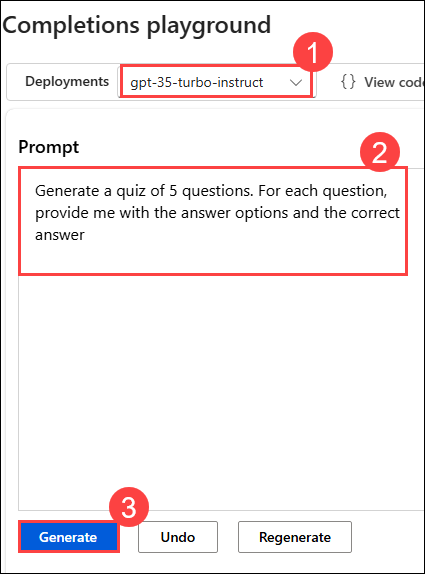 Completions playground
1
Deployments gpt-35-turbo-instruct {} View code
Prompt
2
Generate a quiz of 5 questions. For each question,
provide me with the answer options and the correct
answer
3
Generate Undo Regenerate